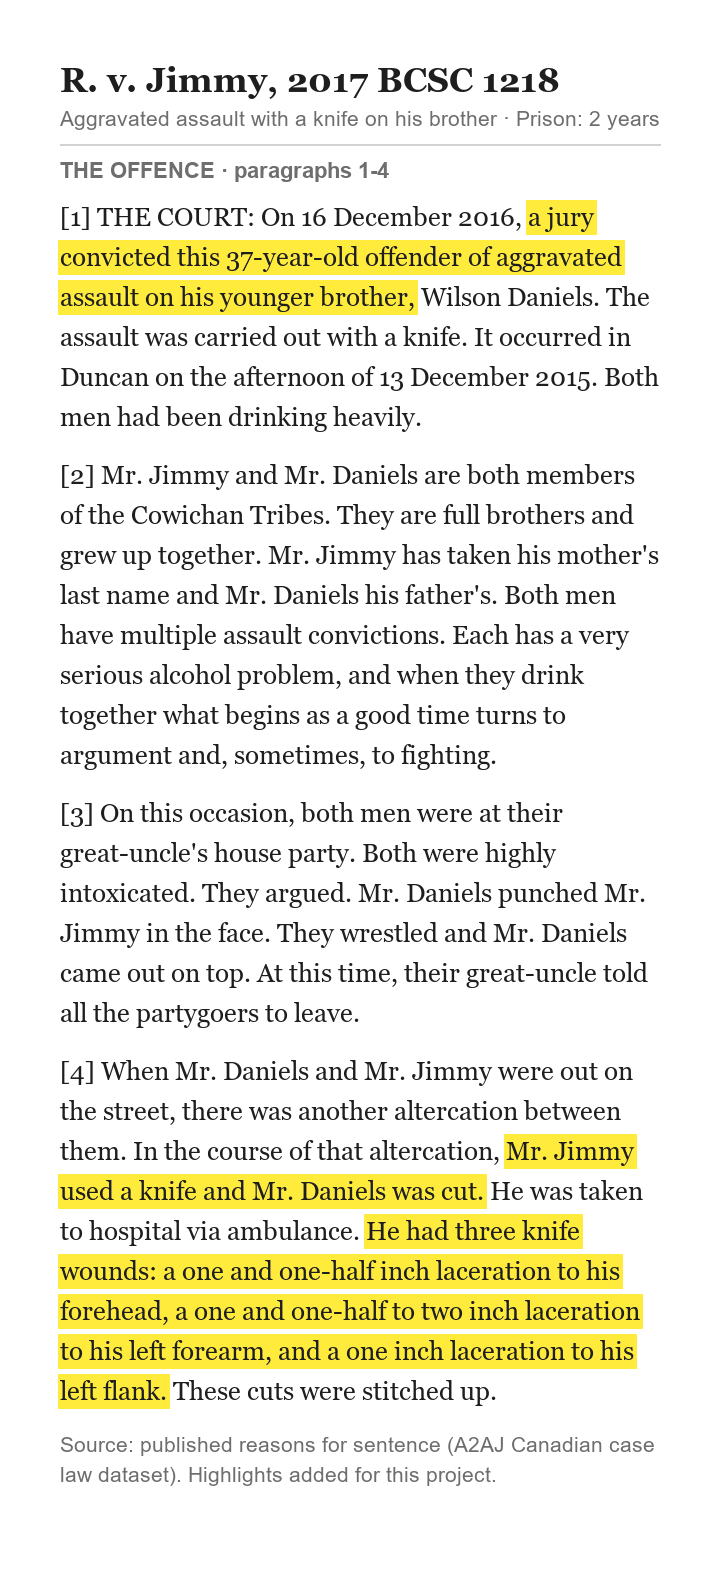 R. v. Jimmy, 2017 BCSC 1218
Aggravated assault with a knife on his brother · Prison: 2 years
THE OFFENCE · paragraphs 1-4
[1] THE COURT: On 16 December 2016, a jury
convicted this 37-year-old offender of aggravated
assault on his younger brother, Wilson Daniels. The
assault was carried out with a knife. It occurred in
Duncan on the afternoon of 13 December 2015. Both
men had been drinking heavily.
[2] Mr. Jimmy and Mr. Daniels are both members
of the Cowichan Tribes. They are full brothers and
grew up together. Mr. Jimmy has taken his mother's
last name and Mr. Daniels his father's. Both men
have multiple assault convictions. Each has a very
serious alcohol problem, and when they drink
together what begins as a good time turns to
argument and, sometimes, to fighting.
[3] On this occasion, both men were at their
great-uncle's house party. Both were highly
intoxicated. They argued. Mr. Daniels punched Mr.
Jimmy in the face. They wrestled and Mr. Daniels
came out on top. At this time, their great-uncle told
all the partygoers to leave.
[4] When Mr. Daniels and Mr. Jimmy were out on
the street, there was another altercation between
them. In the course of that altercation, Mr. Jimmy
used a knife and Mr. Daniels was cut. He was taken
to hospital via ambulance. He had three knife
wounds: a one and one-half inch laceration to his
forehead, a one and one-half to two inch laceration
to his left forearm, and a one inch laceration to his
left flank. These cuts were stitched up.
Source: published reasons for sentence (A2AJ Canadian case
law dataset). Highlights added for this project.